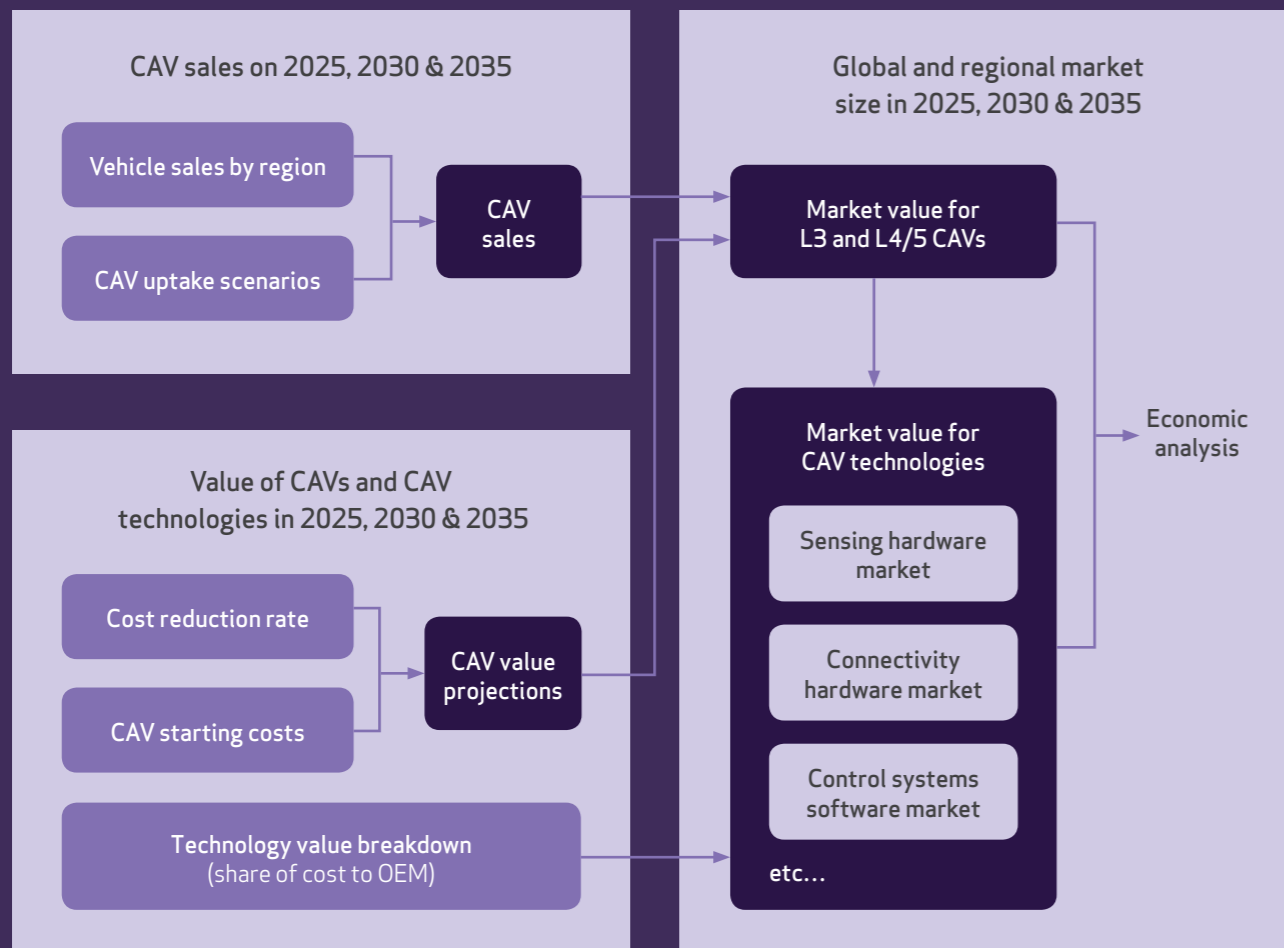 CAV sales on 2025, 2030 & 2035
Vehicle sales by region
CAV uptake scenarios
CAV
sales
Value of CAVs and CAV
technologies in 2025, 2030 & 2035
Cost reduction rate
CAV starting costs
CAV value
projections
Technology value breakdown
(share of cost to OEM)
Global and regional market
size in 2025, 2030 & 2035
Market value for
L3 and L4/5 CAVs
Market value for
CAV technologies
Sensing hardware
market
Connectivity
hardware market
Control systems
software market
etc...
Economic
analysis